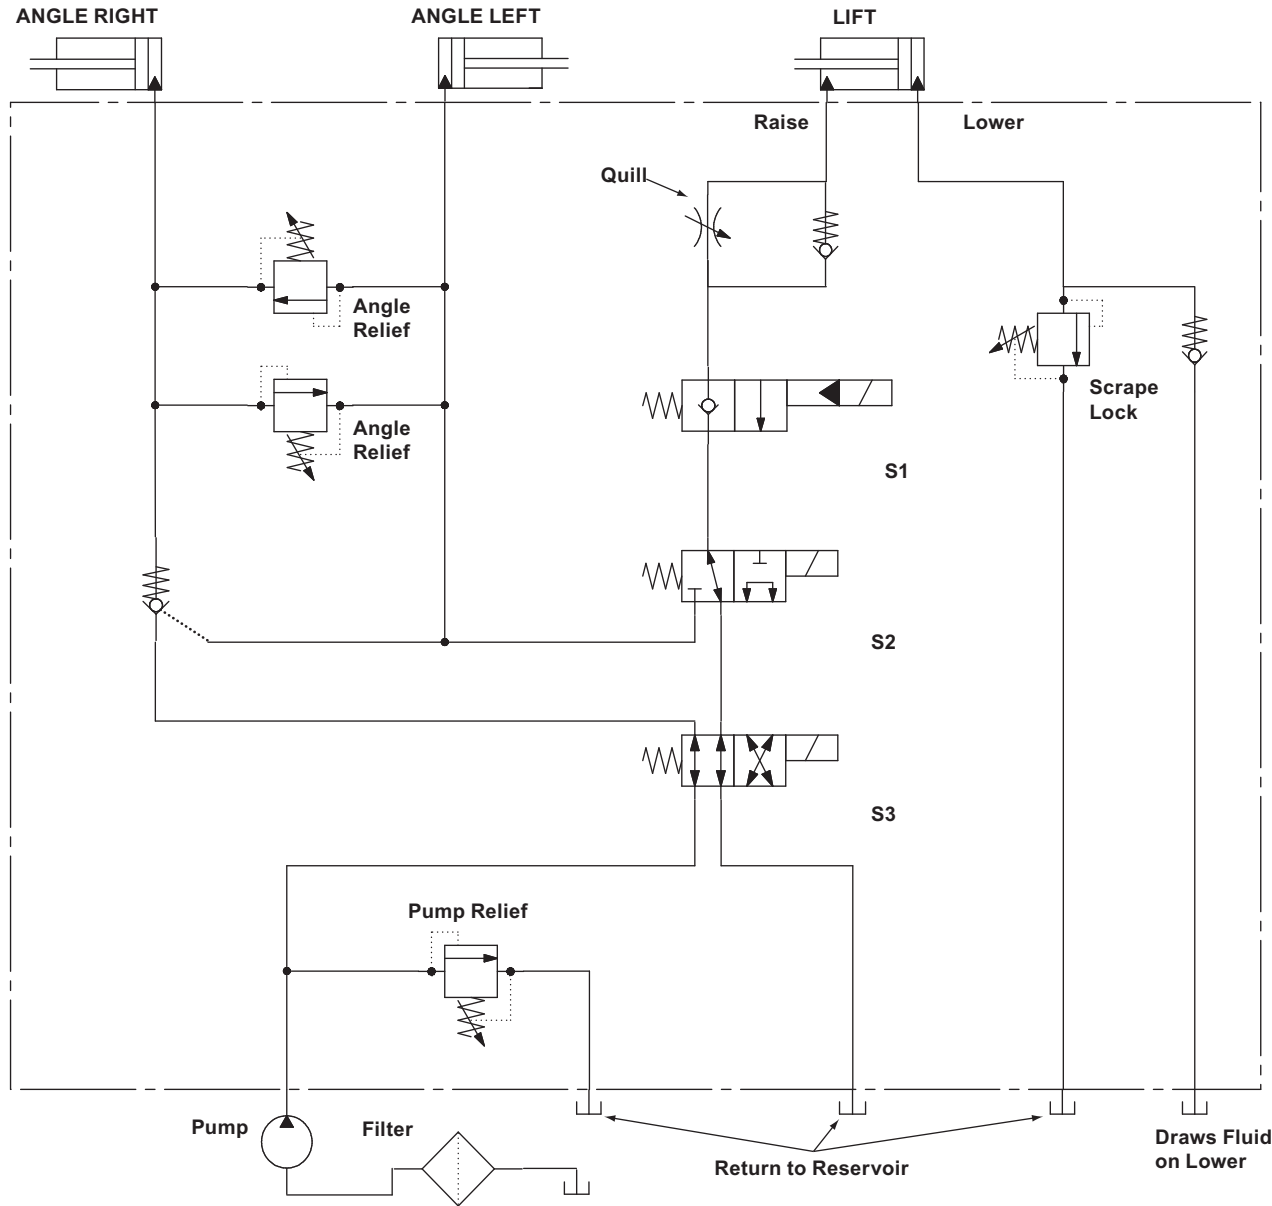 ANGLE RIGHT
ANGLE LEFT
LIFT
Raise
Lower
Quill
Angle
Relief
Angle
Relief
Scrape
Lock
S1
S2
S3
Pump Relief
Pump
Filter
Return to Reservoir
Draws Fluid
on Lower